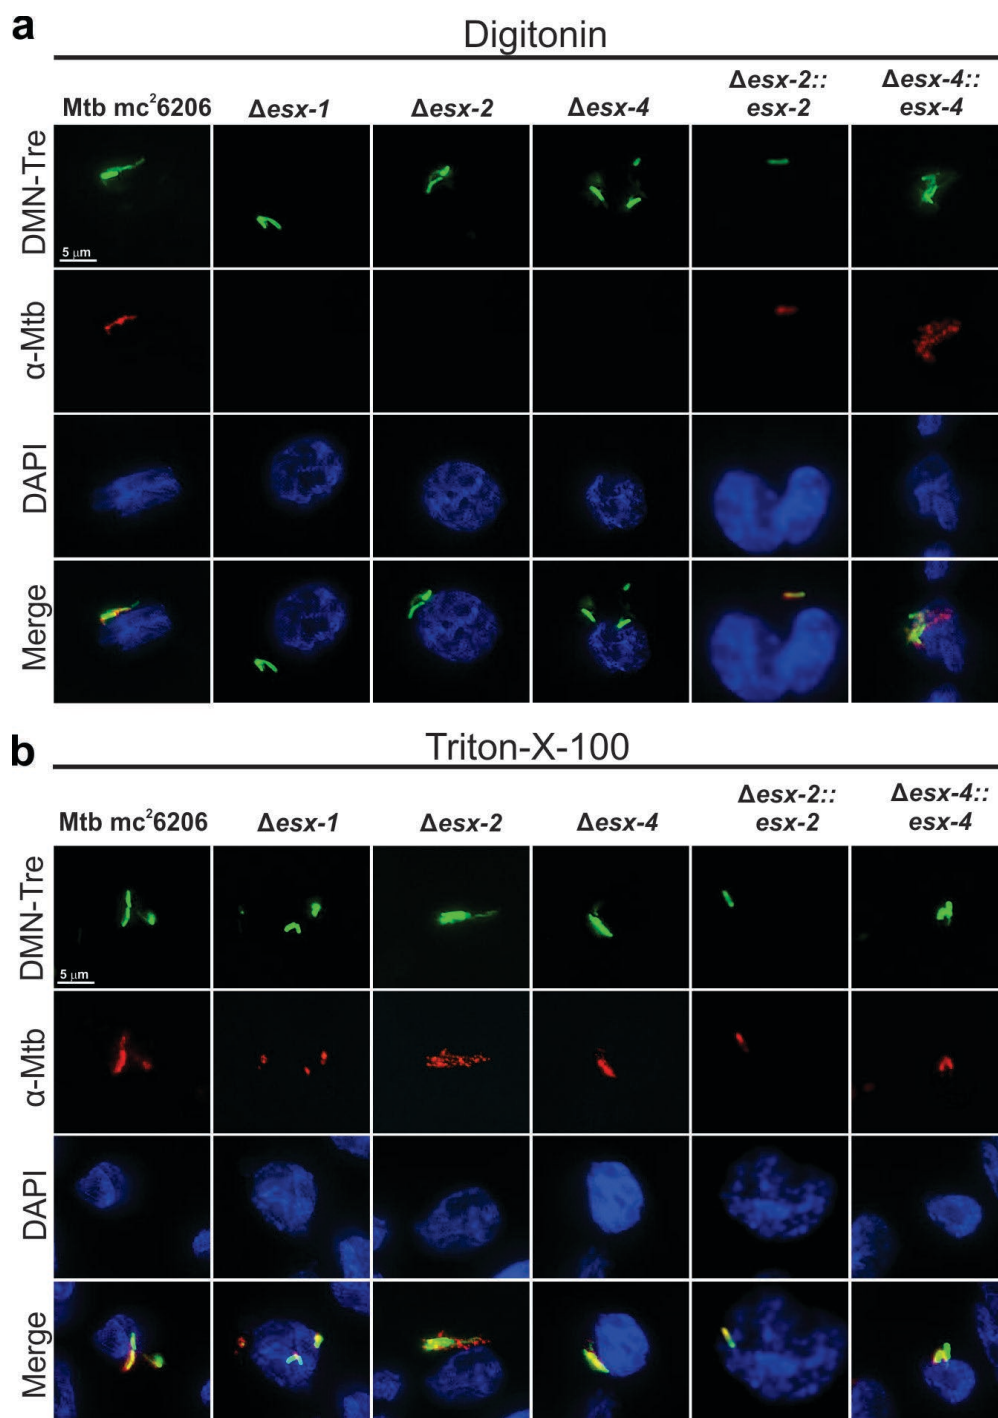 a
Digitonin
Mtb mc²6206 Δesx-1 Δesx-2 Δesx-4 Δesx-2:: esx-2 Δesx-4:: esx-4
DMN-Tre
5 µm
α-Mtb
DAPI
Merge
b
Triton-X-100
Mtb mc²6206 Δesx-1 Δesx-2 Δesx-4 Δesx-2:: esx-2 Δesx-4:: esx-4
DMN-Tre
5 µm
α-Mtb
DAPI
Merge